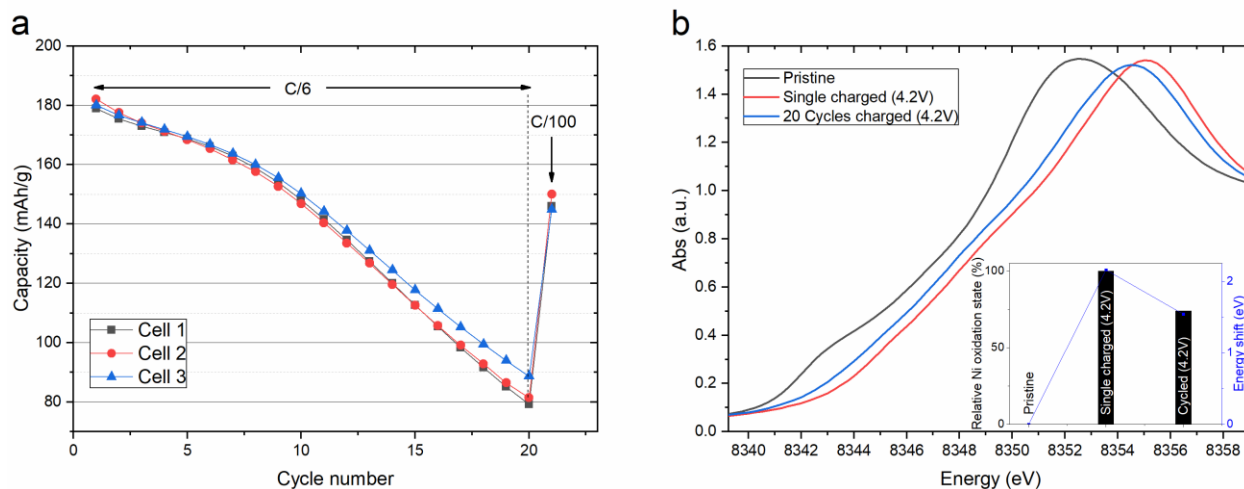 a
200
180
160
140
120
100
80
0
5
10
15
20
Capacity (mAh/g)
Cycle number
C/6
C/100
Cell 1
Cell 2
Cell 3
b
1.6
1.4
1.2
1.0
0.8
0.6
0.4
0.2
0.0
Abs (a.u.)
8340 8342 8344 8346 8348 8350 8352 8354 8356 8358
Energy (eV)
Pristine
Single charged (4.2V)
20 Cycles charged (4.2V)
Relative Ni oxidation state (%)
100
75
50
25
0
Pristine
Single charged (4.2V)
Cycled (4.2V)
2
1
0
Energy shift (eV)